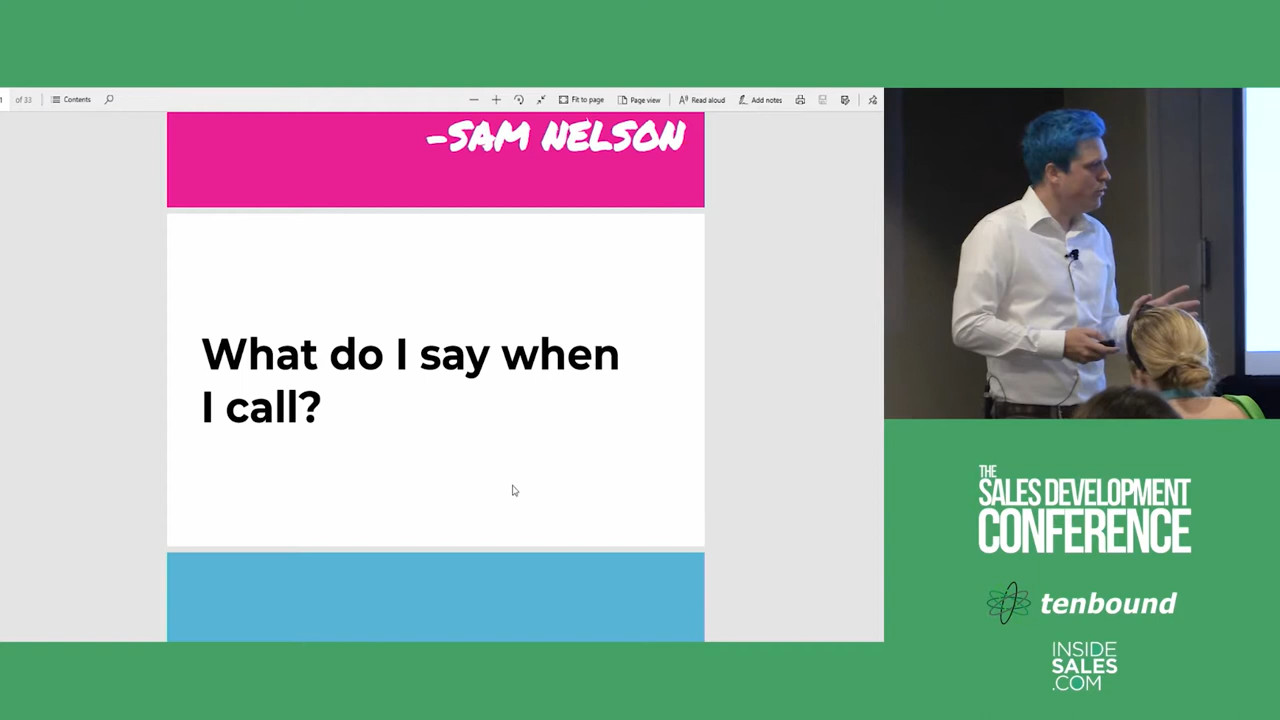 1 of 33 Contents
Fit to page Page view Read aloud Add notes
-SAM NELSON
What do I say when
I call?
THE
SALES DEVELOPMENT
CONFERENCE
tenbound
INSIDE
SALES
.COM